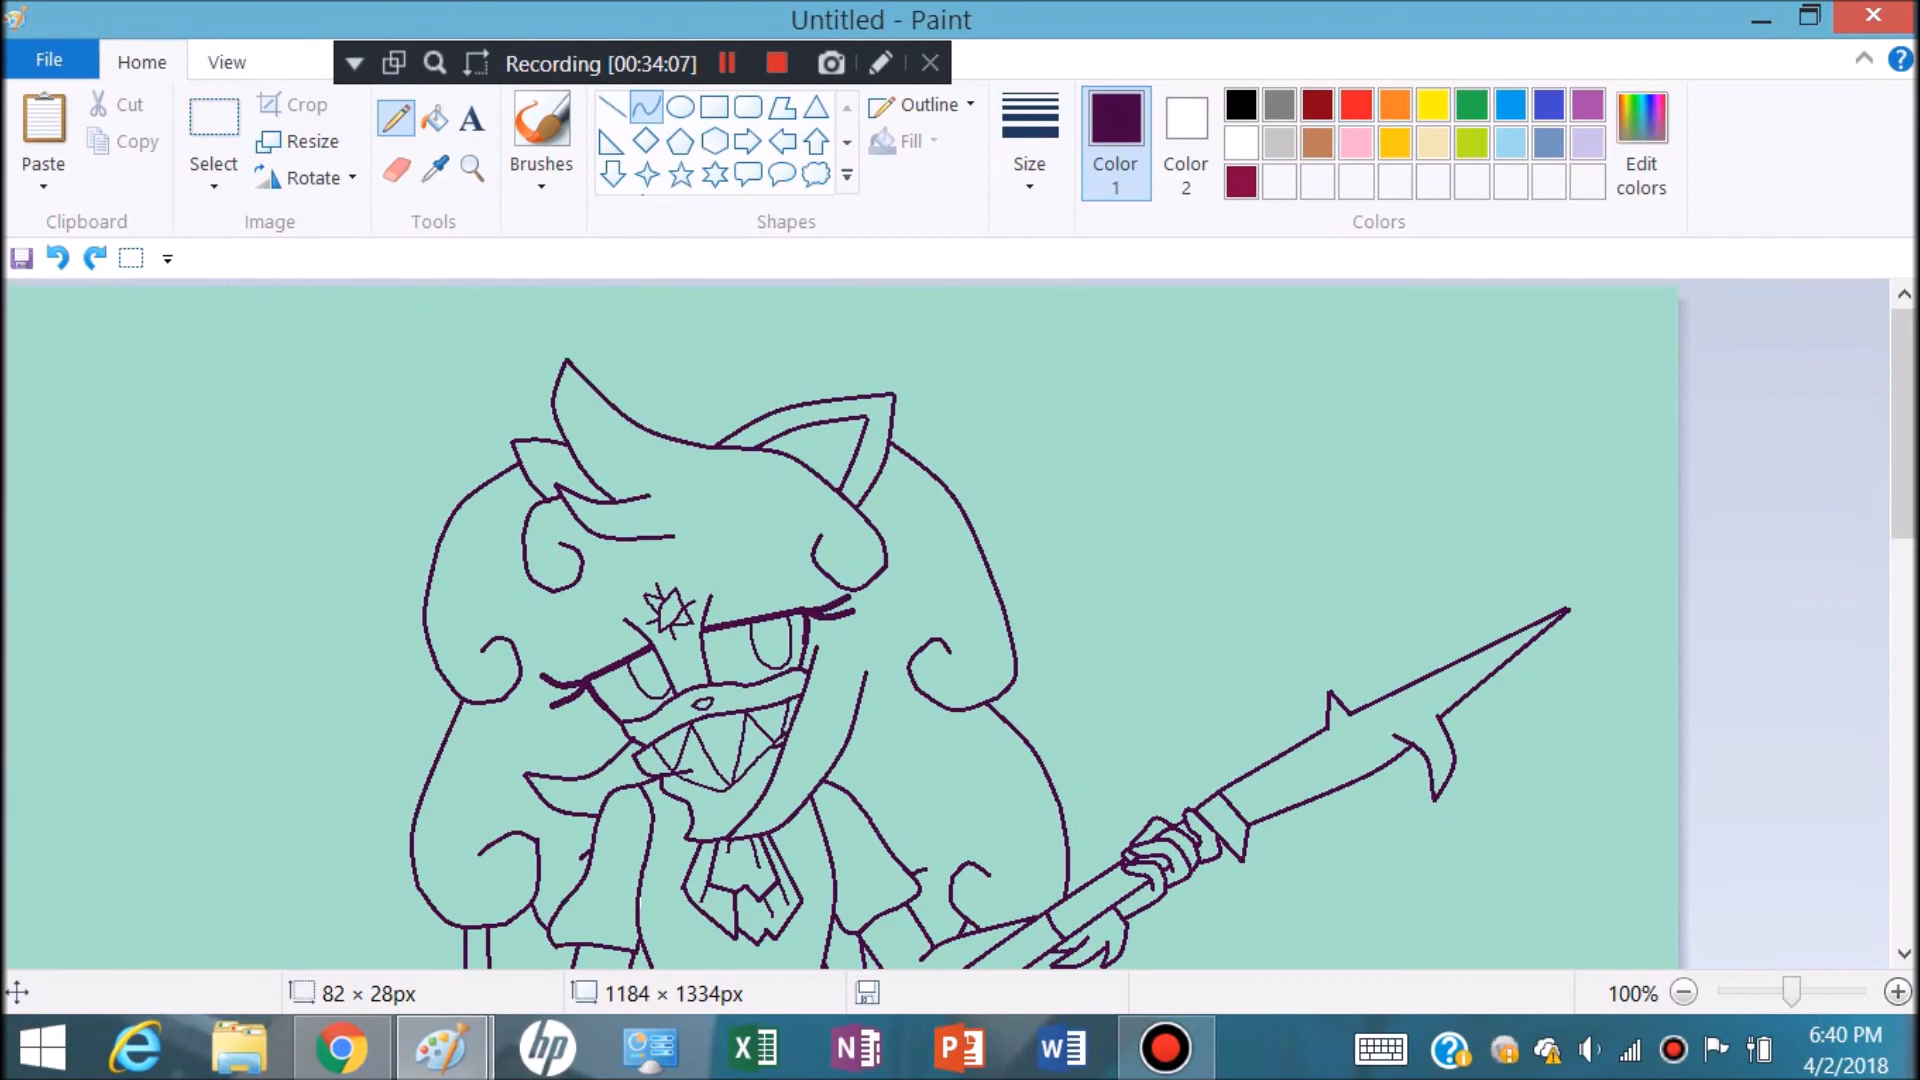 Untitled - Paint
File
Home
View
Recording [00:34:07]
Paste
Cut
Copy
Clipboard
Select
Crop
Resize
Rotate
Image
A
Tools
Brushes
Outline
Fill
Shapes
Size
Color
1
Color
2
Edit
colors
Colors
82 × 28px
1184 × 1334px
100%
hp
X
N
P
W
6:40 PM
4/2/2018